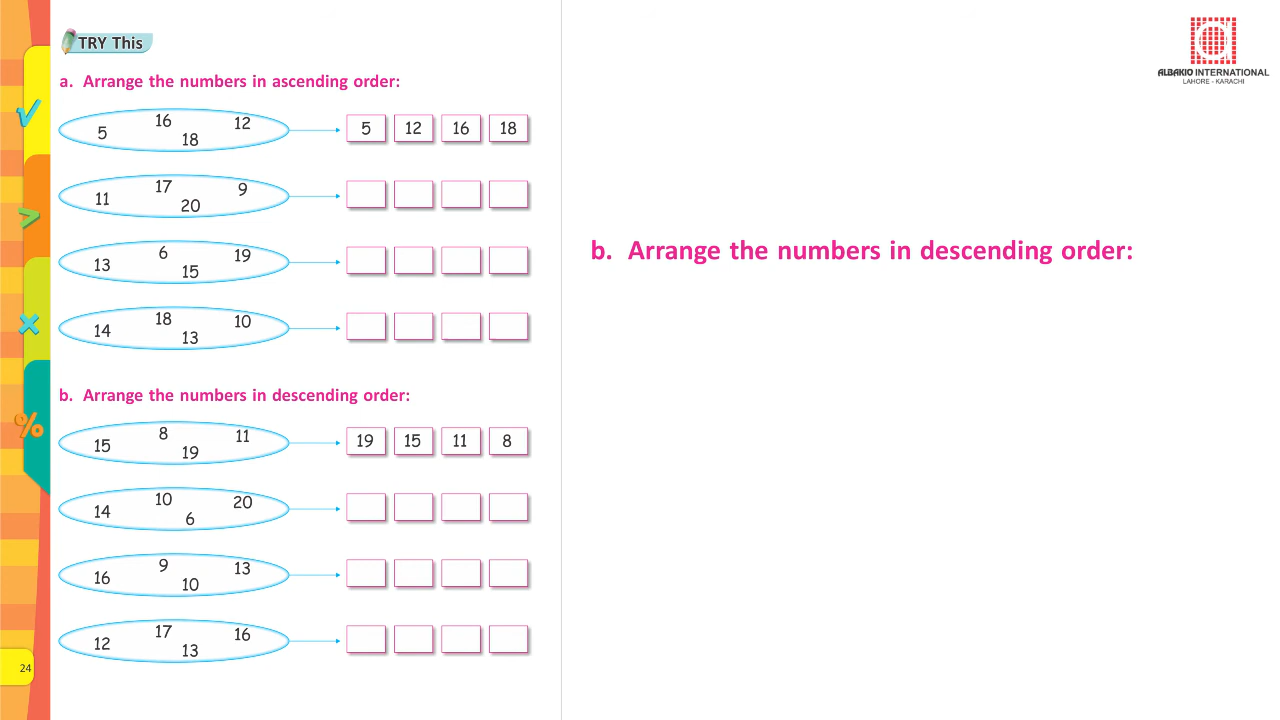 TRY This
a. Arrange the numbers in ascending order:
5 16 18 12 5 12 16 18
11 17 20 9
13 6 15 19
14 18 13 10
b. Arrange the numbers in descending order:
15 8 19 11 19 15 11 8
14 10 6 20
16 9 10 13
12 17 13 16
√
>
×
%
24
ALBAKIO INTERNATIONAL
LAHORE - KARACHI
b. Arrange the numbers in descending order: